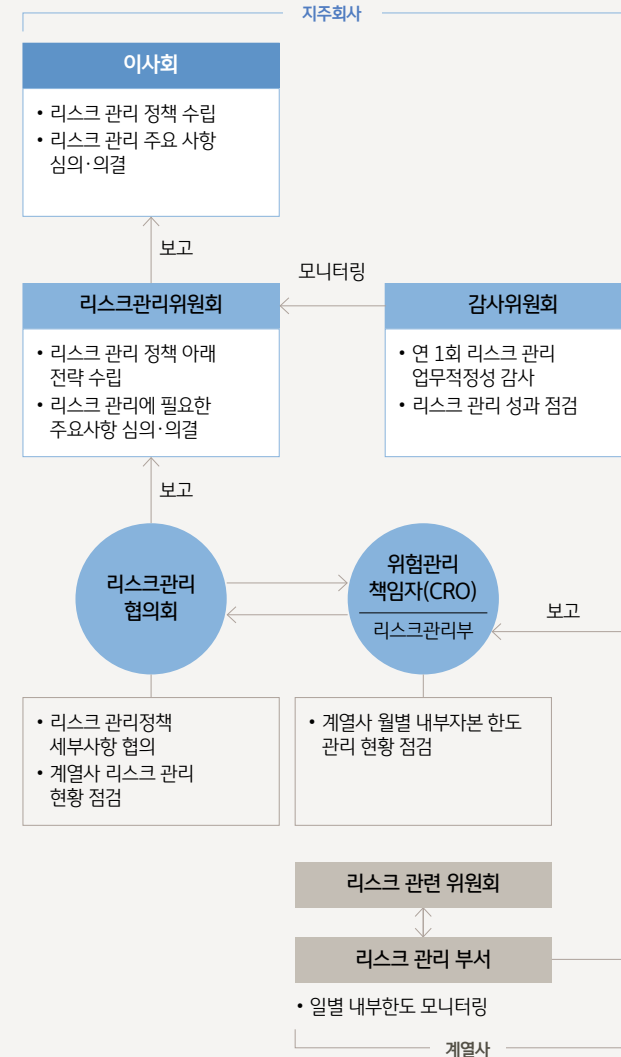 지주회사
이사회
• 리스크 관리 정책 수립
• 리스크 관리 주요 사항
심의·의결
보고
모니터링
리스크관리위원회
• 리스크 관리 정책 아래
전략 수립
• 리스크 관리에 필요한
주요사항 심의·의결
감사위원회
• 연 1회 리스크 관리
업무적정성 감사
• 리스크 관리 성과 점검
보고
리스크관리
협의회
위험관리
책임자(CRO)
리스크관리부
보고
• 리스크 관리정책
세부사항 협의
• 계열사 리스크 관리
현황 점검
• 계열사 월별 내부자본 한도
관리 현황 점검
리스크 관련 위원회
리스크 관리 부서
• 일별 내부한도 모니터링
계열사